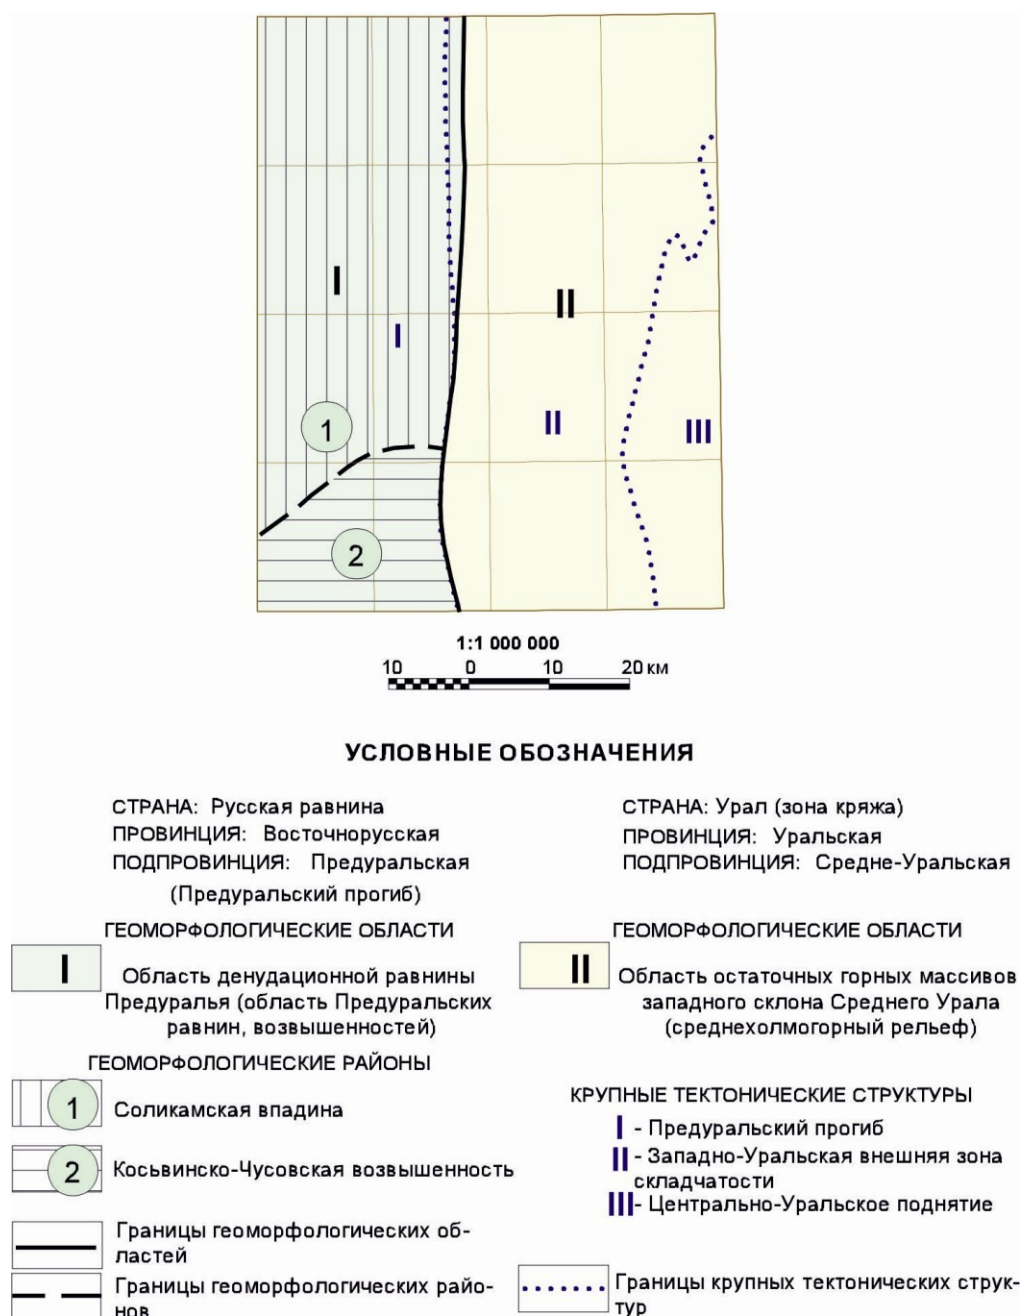 I
II
I
II
III
1
2
1:1 000 000
10 0 10 20 км
УСЛОВНЫЕ ОБОЗНАЧЕНИЯ
СТРАНА: Русская равнина
ПРОВИНЦИЯ: Восточнорусская
ПОДПРОВИНЦИЯ: Предуральская
(Предуральский прогиб)
СТРАНА: Урал (зона кряжа)
ПРОВИНЦИЯ: Уральская
ПОДПРОВИНЦИЯ: Средне-Уральская
ГЕОМОРФОЛОГИЧЕСКИЕ ОБЛАСТИ
I
Область денудационной равнины
Предуралья (область Предуральских
равнин, возвышенностей)
ГЕОМОРФОЛОГИЧЕСКИЕ ОБЛАСТИ
II
Область остаточных горных массивов
западного склона Среднего Урала
(среднехолмогорный рельеф)
ГЕОМОРФОЛОГИЧЕСКИЕ РАЙОНЫ
1
Соликамская впадина
2
Косьвинско-Чусовская возвышенность
Границы геоморфологических об-
ластей
Границы геоморфологических райо-
нов
КРУПНЫЕ ТЕКТОНИЧЕСКИЕ СТРУКТУРЫ
I - Предуральский прогиб
II - Западно-Уральская внешняя зона
складчатости
III - Центрально-Уральское поднятие
Границы крупных тектонических струк-
тур